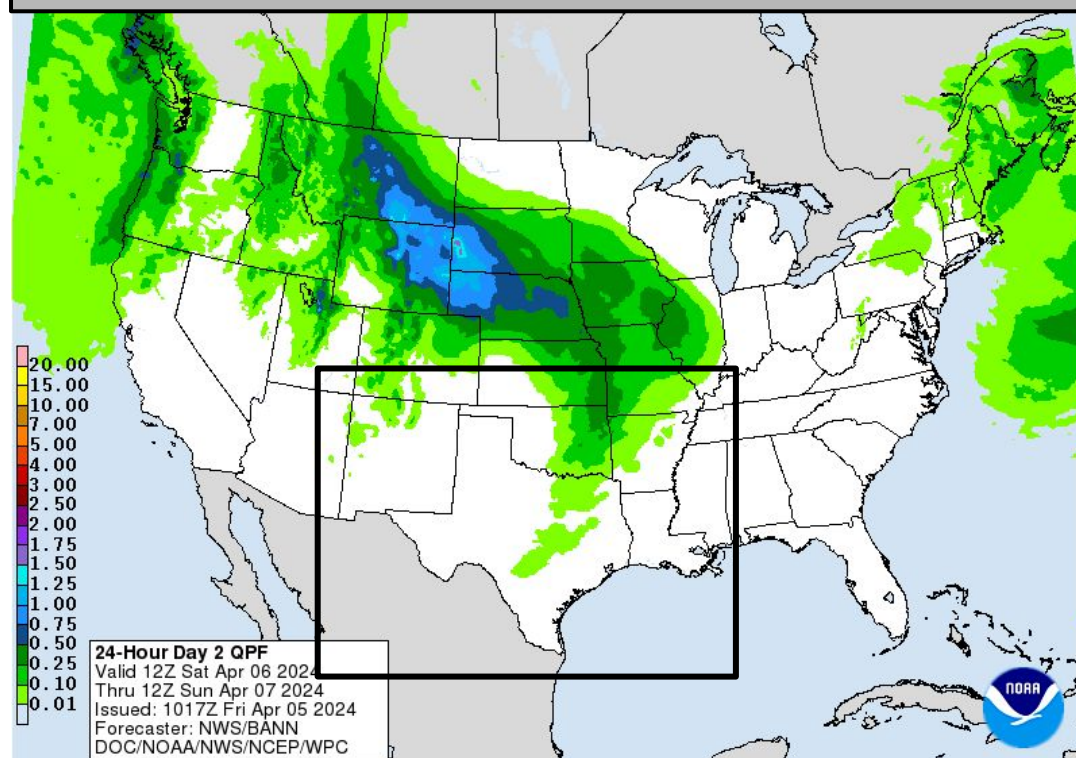 20.00
15.00
10.00
7.00
5.00
4.00
3.00
2.50
2.00
1.75
1.50
1.25
1.00
0.75
0.50
0.25
0.10
0.01
24-Hour Day 2 QPF
Valid 12Z Sat Apr 06 2024
Thru 12Z Sun Apr 07 2024
Issued: 1017Z Fri Apr 05 2024
Forecaster: NWS/BANN
DOC/NOAA/NWS/NCEP/WPC
NOAA